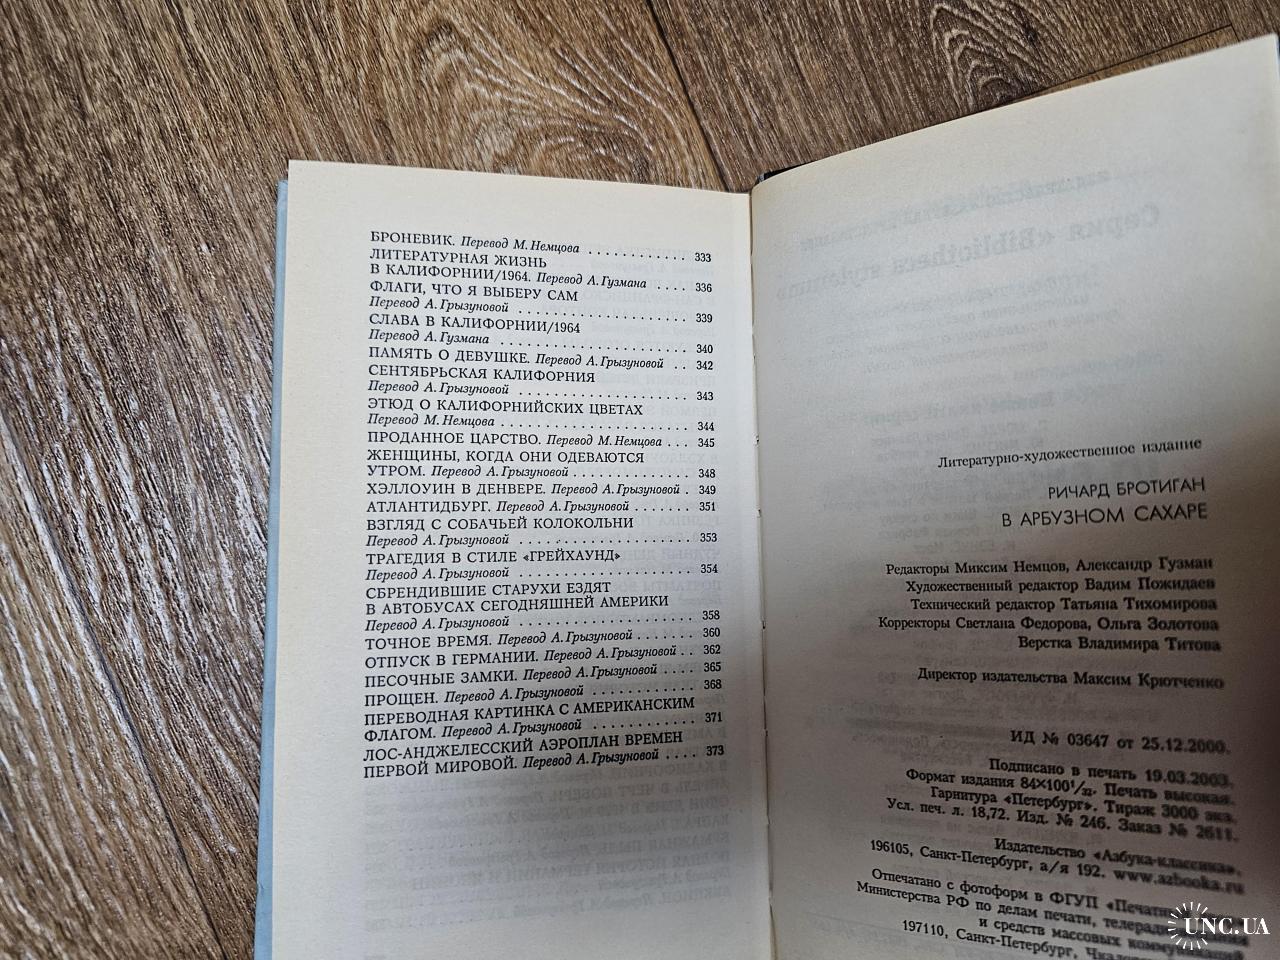 БРОНЕВИК. Перевод М. Немцова . . . . . . . . . . . . 333
ЛИТЕРАТУРНАЯ ЖИЗНЬ
В КАЛИФОРНИИ/1964. Перевод А. Гузмана . . . . 336
ФЛАГИ, ЧТО Я ВЫБЕРУ САМ
Перевод А. Грызуновой . . . . . . . . . . . . . . . . . . 339
СЛАВА В КАЛИФОРНИИ/1964
Перевод А. Гузмана . . . . . . . . . . . . . . . . . . . . 340
ПАМЯТЬ О ДЕВУШКЕ. Перевод А. Грызуновой . . 342
СЕНТЯБРЬСКАЯ КАЛИФОРНИЯ
Перевод А. Грызуновой . . . . . . . . . . . . . . . . . . 343
ЭТЮД О КАЛИФОРНИЙСКИХ ЦВЕТАХ
Перевод М. Немцова . . . . . . . . . . . . . . . . . . . . 344
ПРОДАННОЕ ЦАРСТВО. Перевод М. Немцова . . . 345
ЖЕНЩИНЫ, КОГДА ОНИ ОДЕВАЮТСЯ
УТРОМ. Перевод А. Грызуновой . . . . . . . . . . . . 348
ХЭЛЛОУИН В ДЕНВЕРЕ. Перевод А. Грызуновой . 349
АТЛАНТИДБУРГ. Перевод А. Грызуновой . . . . . . 351
ВЗГЛЯД С СОБАЧЬЕЙ КОЛОКОЛЬНИ
Перевод А. Грызуновой . . . . . . . . . . . . . . . . . . 353
ТРАГЕДИЯ В СТИЛЕ «ГРЕЙХАУНД»
Перевод А. Грызуновой . . . . . . . . . . . . . . . . . . 354
СБРЕНДИВШИЕ СТАРУХИ ЕЗДЯТ
В АВТОБУСАХ СЕГОДНЯШНЕЙ АМЕРИКИ
Перевод А. Грызуновой . . . . . . . . . . . . . . . . . . 358
ТОЧНОЕ ВРЕМЯ. Перевод А. Грызуновой . . . . . . 360
ОТПУСК В ГЕРМАНИИ. Перевод А. Грызуновой . . 362
ПЕСОЧНЫЕ ЗАМКИ. Перевод А. Грызуновой . . . . 365
ПРОЩЕН. Перевод А. Грызуновой . . . . . . . . . . . 368
ПЕРЕВОДНАЯ КАРТИНКА С АМЕРИКАНСКИМ
ФЛАГОМ. Перевод А. Грызуновой . . . . . . . . . . . 371
ЛОС-АНДЖЕЛЕССКИЙ АЭРОПЛАН ВРЕМЕН
ПЕРВОЙ МИРОВОЙ. Перевод А. Грызуновой . . . . 373
Литературно-художественное издание
РИЧАРД БРОТИГАН
В АРБУЗНОМ САХАРЕ
Редакторы Миксим Немцов, Александр Гузман
Художественный редактор Вадим Пожидаев
Технический редактор Татьяна Тихомирова
Корректоры Светлана Федорова, Ольга Золотова
Верстка Владимира Титова
Директор издательства Максим Крютченко
ИД № 03647 от 25.12.2000.
Подписано в печать 19.03.2003.
Формат издания 84×100 1/32. Печать высокая.
Гарнитура «Петербург». Тираж 3000 экз.
Усл. печ. л. 18,72. Изд. № 246. Заказ № 2611.
Издательство «Азбука-классика».
196105, Санкт-Петербург, а/я 192. www.azbooka.ru
Отпечатано с фотоформ в ФГУП
Министерства РФ по делам печати,
и средств массовых коммуникаций
197110, Санкт-Петербург,
UNC.UA